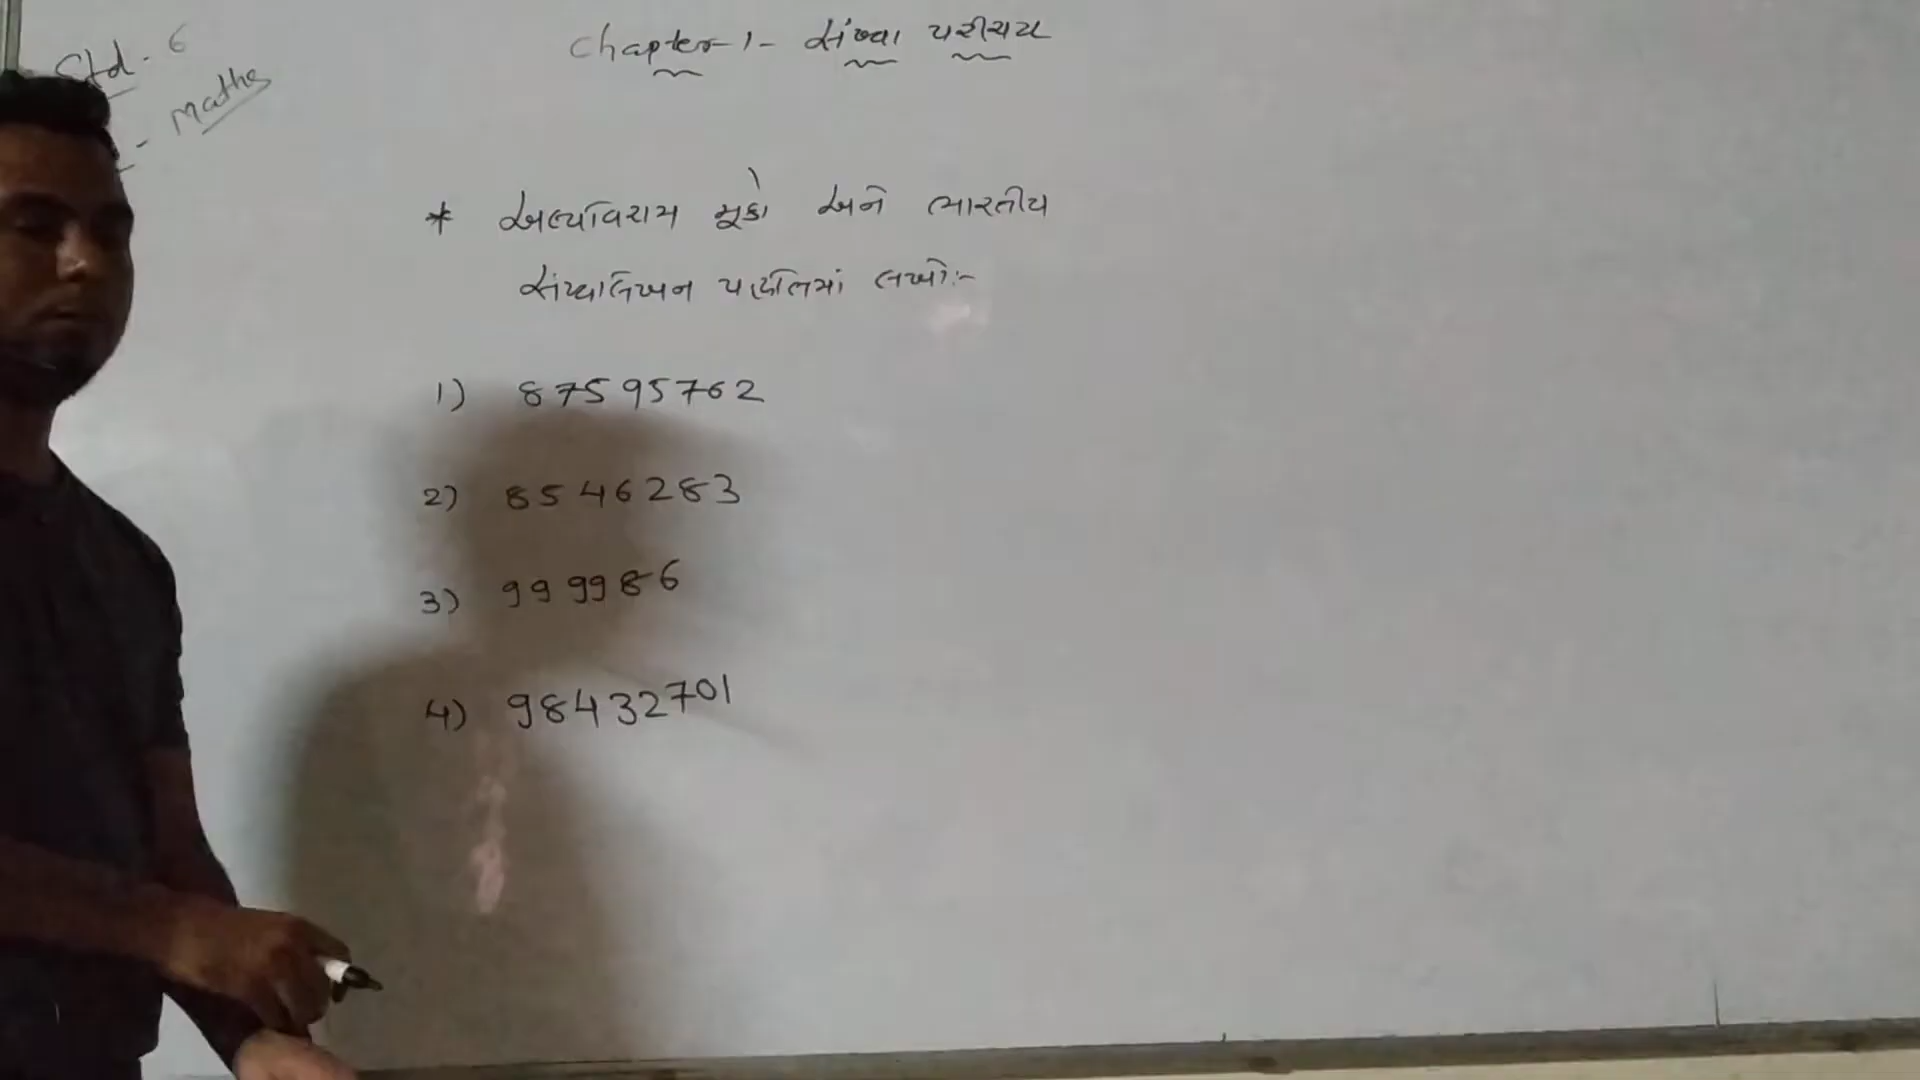 Std. 6
- Maths
Chapter-1- સંખ્યા પરીચય
* અલ્પવિરામ મૂકો અને ભારતીય
સંખ્યાલેખન પદ્ધતિમાં લખો:-
1) 87595762
2) 8546283
3) 999986
4) 98432701